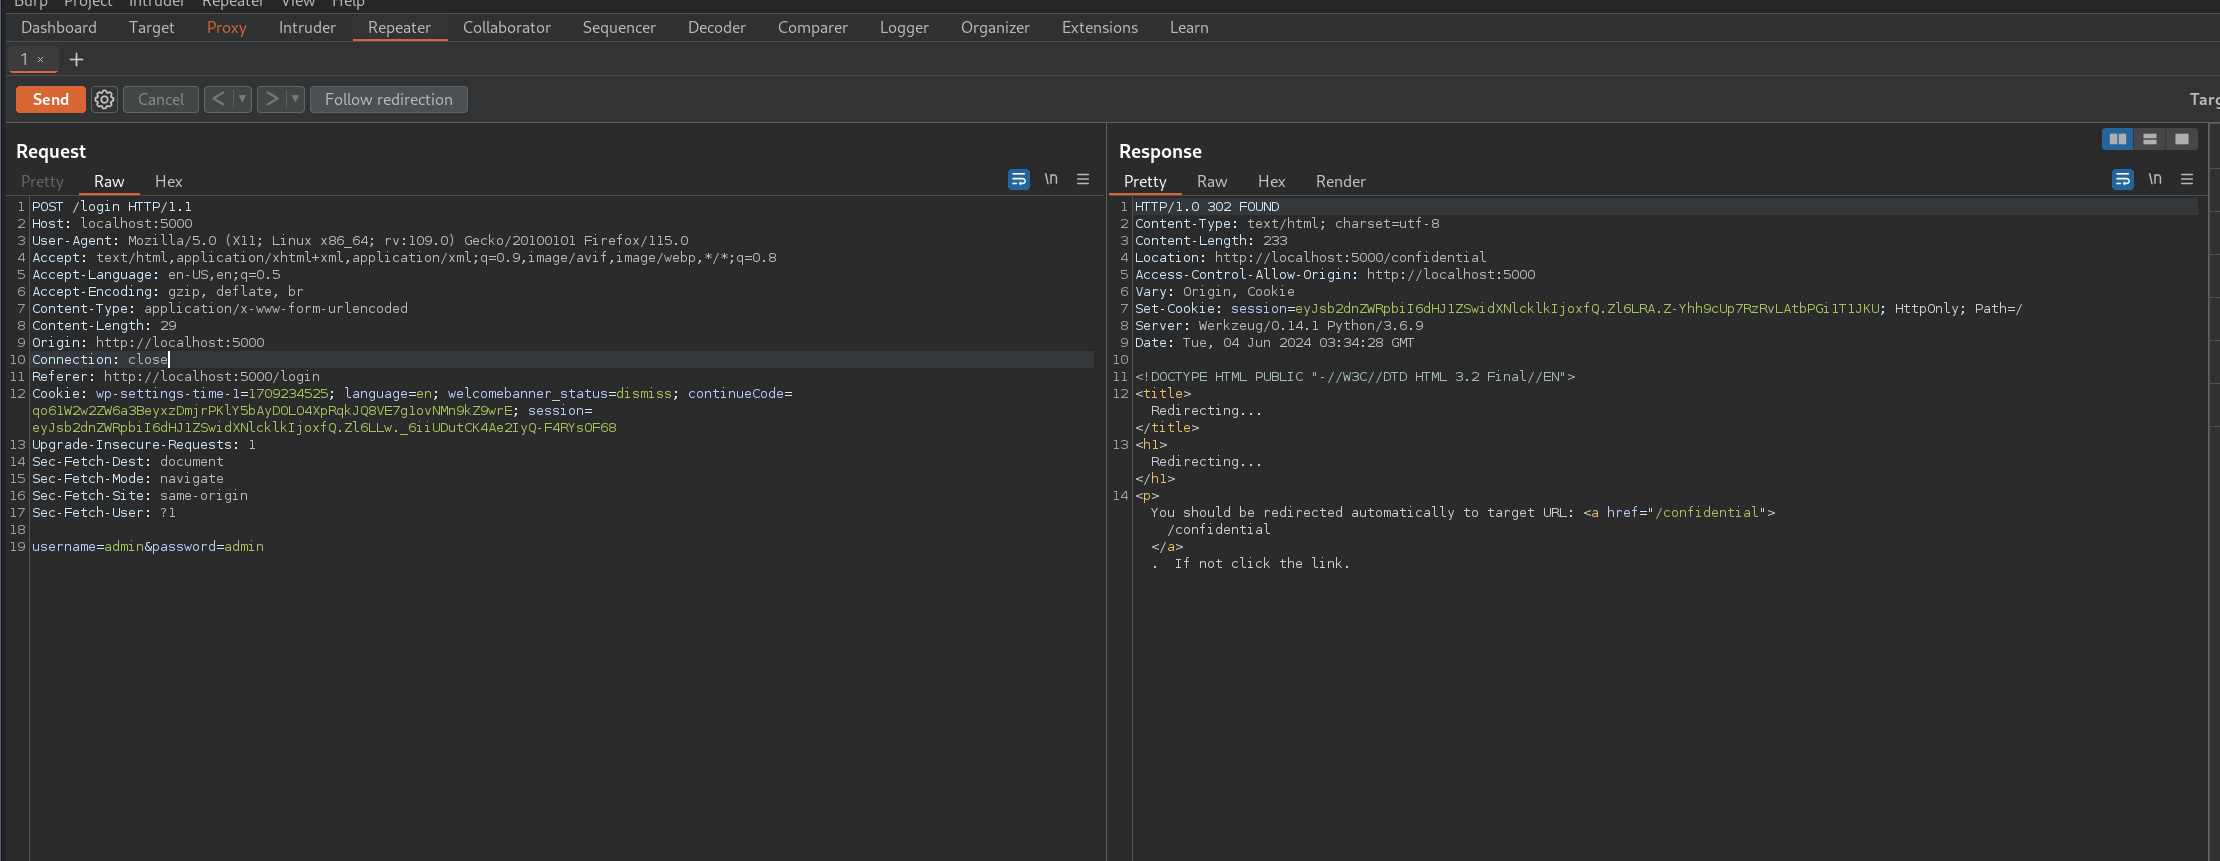 Burp Project Intruder Repeater View Help
Dashboard Target Proxy Intruder Repeater Collaborator Sequencer Decoder Comparer Logger Organizer Extensions Learn
1 × +
Send Cancel < > Follow redirection
Request
Pretty Raw Hex \n
1 POST /login HTTP/1.1
2 Host: localhost:5000
3 User-Agent: Mozilla/5.0 (X11; Linux x86_64; rv:109.0) Gecko/20100101 Firefox/115.0
4 Accept: text/html,application/xhtml+xml,application/xml;q=0.9,image/avif,image/webp,*/*;q=0.8
5 Accept-Language: en-US,en;q=0.5
6 Accept-Encoding: gzip, deflate, br
7 Content-Type: application/x-www-form-urlencoded
8 Content-Length: 29
9 Origin: http://localhost:5000
10 Connection: close
11 Referer: http://localhost:5000/login
12 Cookie: wp-settings-time-1=1709234525; language=en; welcomebanner_status=dismiss; continueCode=
qo61W2w2ZW6a3BeyxzDmjrPKlY5bAyDOLO4XpRqkJQ8VE7g1ovNMn9kZ9wrE; session=
eyJsb2dnZWRpbiI6dHJ1ZSwidXNlcklkIjoxfQ.Zl6LLw._6iiUDutCK4Ae2IyQ-F4RYsOF68
13 Upgrade-Insecure-Requests: 1
14 Sec-Fetch-Dest: document
15 Sec-Fetch-Mode: navigate
16 Sec-Fetch-Site: same-origin
17 Sec-Fetch-User: ?1
18
19 username=admin&password=admin
Targ
Response
Pretty Raw Hex Render \n
1 HTTP/1.0 302 FOUND
2 Content-Type: text/html; charset=utf-8
3 Content-Length: 233
4 Location: http://localhost:5000/confidential
5 Access-Control-Allow-Origin: http://localhost:5000
6 Vary: Origin, Cookie
7 Set-Cookie: session=eyJsb2dnZWRpbiI6dHJ1ZSwidXNlcklkIjoxfQ.Zl6LRA.Z-Yhh9cUp7RzRvLAtbPGi1T1JKU; HttpOnly; Path=/
8 Server: Werkzeug/0.14.1 Python/3.6.9
9 Date: Tue, 04 Jun 2024 03:34:28 GMT
10
11 <!DOCTYPE HTML PUBLIC "-//W3C//DTD HTML 3.2 Final//EN">
12 <title>
Redirecting...
</title>
13 <h1>
Redirecting...
</h1>
14 <p>
You should be redirected automatically to target URL: <a href="/confidential">
/confidential
</a>
. If not click the link.